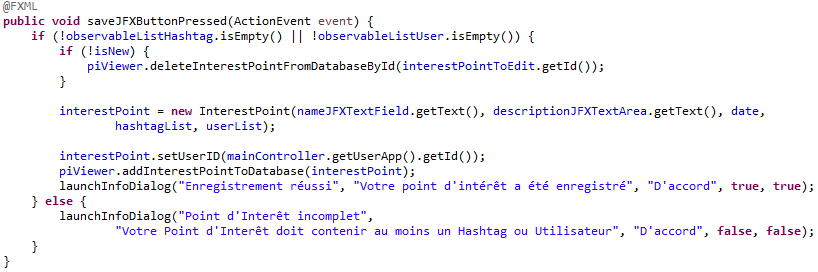 @FXML
public void saveJFXButtonPressed(ActionEvent event) {
if (!observableListHashtag.isEmpty() || !observableListUser.isEmpty()) {
if (!isNew) {
piViewer.deleteInterestPointFromDatabaseById(interestPointToEdit.getId());
}
interestPoint = new InterestPoint(nameJFXTextField.getText(), descriptionJFXTextArea.getText(), date,
hashtagList, userList);
interestPoint.setUserID(mainController.getUserApp().getId());
piViewer.addInterestPointToDatabase(interestPoint);
launchInfoDialog("Enregistrement réussi", "Votre point d'intérêt a été enregistré", "D'accord", true, true);
} else {
launchInfoDialog("Point d'Interêt incomplet",
"Votre Point d'Interêt doit contenir au moins un Hashtag ou Utilisateur", "D'accord", false, false);
}
}